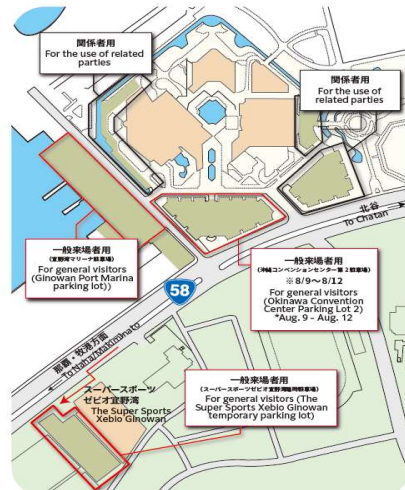 関係者用
For the use of related
parties
関係者用
For the use of
related parties
北谷
To Chatan
一般来場者用
(宜野湾マリーナ駐車場)
For general visitors
(Ginowan Port Marina
parking lot))
一般来場者用
(沖縄コンベンションセンター第2駐車場)
※8/9～8/12
For general visitors
(Okinawa Convention
Center Parking Lot 2)
*Aug. 9 - Aug. 12
58
那覇・牧港方面
To Naha/Makiminato
スーパースポーツ
ゼビオ宜野湾
The Super Sports
Xebio Ginowan
一般来場者用
(スーパースポーツゼビオ宜野湾臨時駐車場)
For general visitors (The
Super Sports Xebio Ginowan
temporary parking lot)